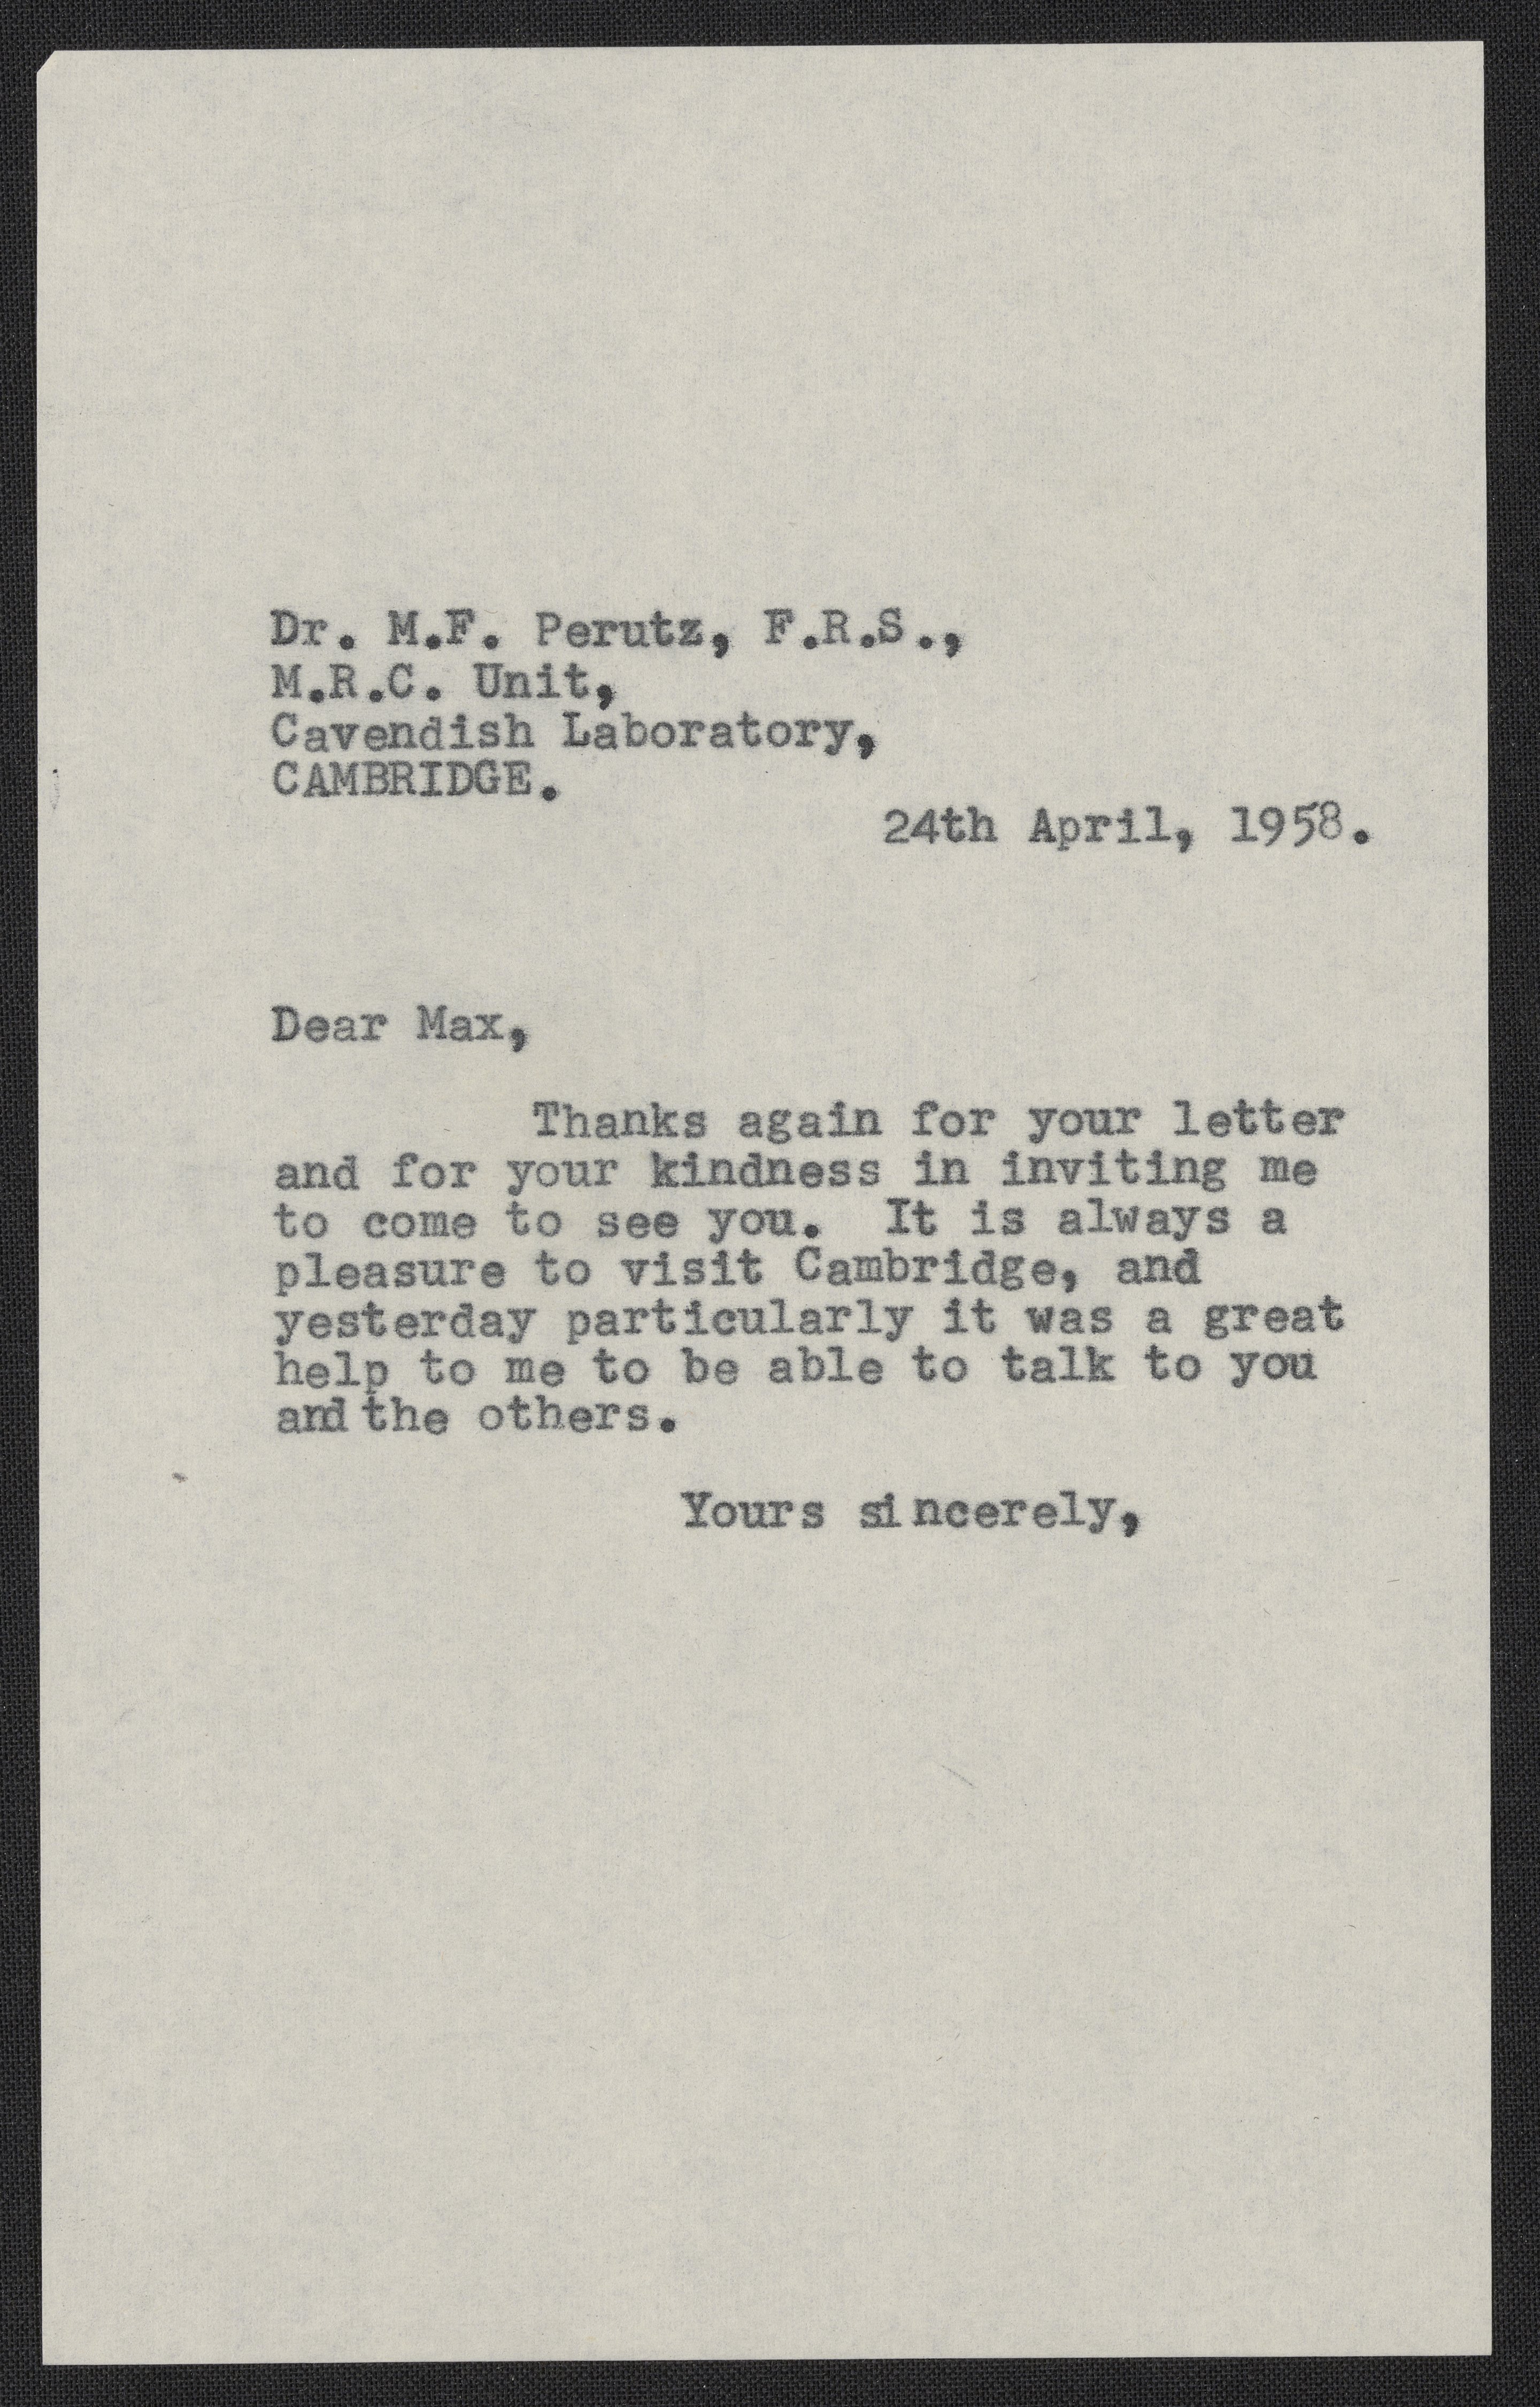 Dr. M.F. Perutz, F.R.S.,
M.R.C. Unit,
Cavendish Laboratory,
CAMBRIDGE.
24th April, 1958.
Dear Max,
Thanks again for your letter
and for your kindness in inviting me
to come to see you.  It is always a
pleasure to visit Cambridge, and
yesterday particularly it was a great
help to me to be able to talk to you
and the others.
Yours sincerely,